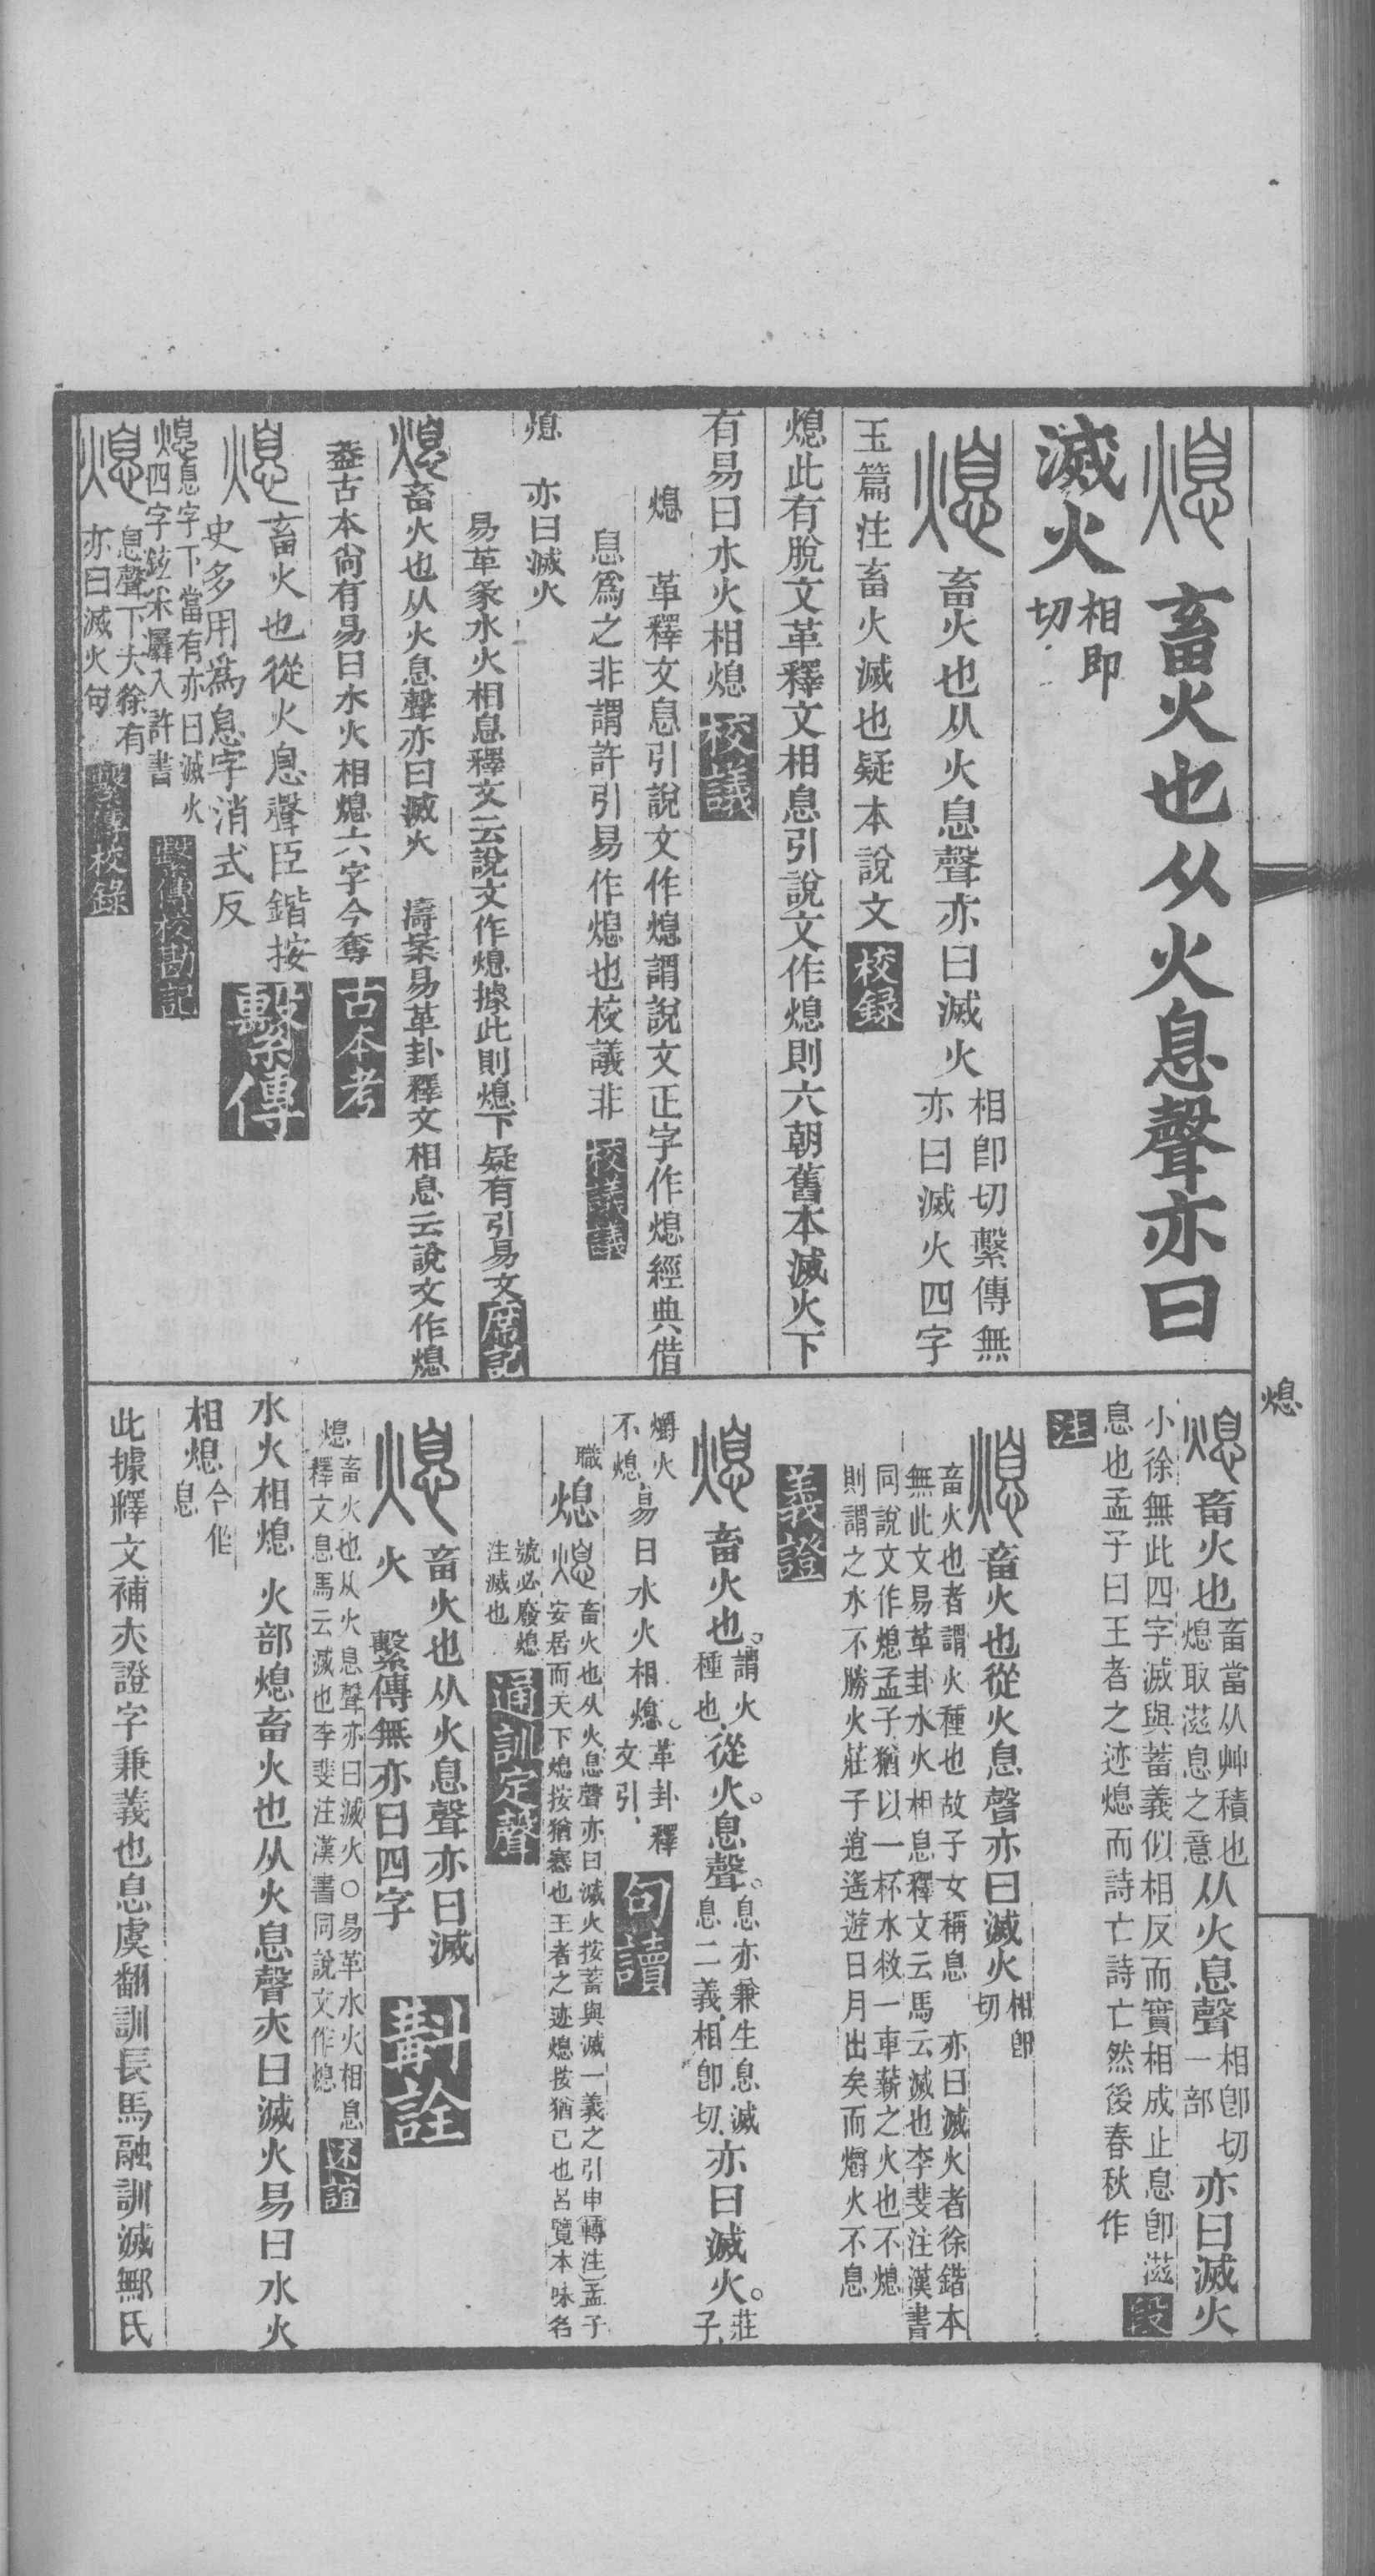 熄
熄 畜火也从火息聲亦曰
滅火 相即切
熄 畜火也从火息聲亦曰滅火 相卽切繫傳無
亦曰滅火四字
玉篇注畜火滅也疑本說文 校録
熄此有脫文革釋文相息引說文作熄則六朝舊本滅火下
有易曰水火相熄 校議
熄 革釋文息引說文作熄謂說文正字作熄經典借
息爲之非謂許引易作熄也校議非 校議議
熄 亦曰滅火
易革彖水火相息釋文云說文作熄據此則熄下疑有引易文 席記
熄 畜火也从火息聲亦曰滅火 濤案易革卦釋文相息云說文作熄
葢古本尚有易曰水火相熄六字今奪 古本考
熄 畜火也從火息聲臣鍇按
史多用爲息字消式反 繫傳
熄息字下當有亦曰滅火
四字鉉未羼入許書 繫傳校勘記
熄 息聲下大徐有
亦曰滅火句 繫傳校錄
熄 畜火也 畜當从艸積也
熄取滋息之意 从火息聲 相卽切
一部 亦曰滅火
小徐無此四字滅與蓄義似相反而實相成止息卽滋
息也孟子曰王者之迹熄而詩亡詩亡然後春秋作 段
注
熄 畜火也從火息聲亦曰滅火 相卽
切
畜火也者謂火種也故子女稱息 亦曰滅火者徐鍇本
無此文易革卦水火相息釋文云馬云滅也李斐注漢書
同說文作熄孟子猶以一杯水救一車薪之火也不熄
則謂之水不勝火莊子逍遙遊日月出矣而爝火不息
義證
熄 畜火也。 謂火
種也 從火。息聲。 息亦兼生息滅
息二義相卽切 亦曰滅火。 莊
子
爝火
不熄 易曰水火相熄。 革卦釋
文引 句讀
職 熄 熄 畜火也从火息聲亦曰滅火按蓄與滅一義之引申(轉注)孟子
安居而天下熄按猶塞也王者之迹熄按猶已也呂覽本味名
號必廢熄
注滅也 通訓定聲
熄 畜火也从火息聲亦曰滅
火 繫傳無亦曰四字 斠詮
熄 畜火也从火息聲亦曰滅火○易革水火相息
釋文息馬云滅也李斐注漢書同說文作熄 述誼
水火相熄 火部熄畜火也从火息聲亦曰滅火易曰水火
相熄 今作
息
此據釋文補亦證字兼義也息虞翻訓長馬融訓滅鄭氏